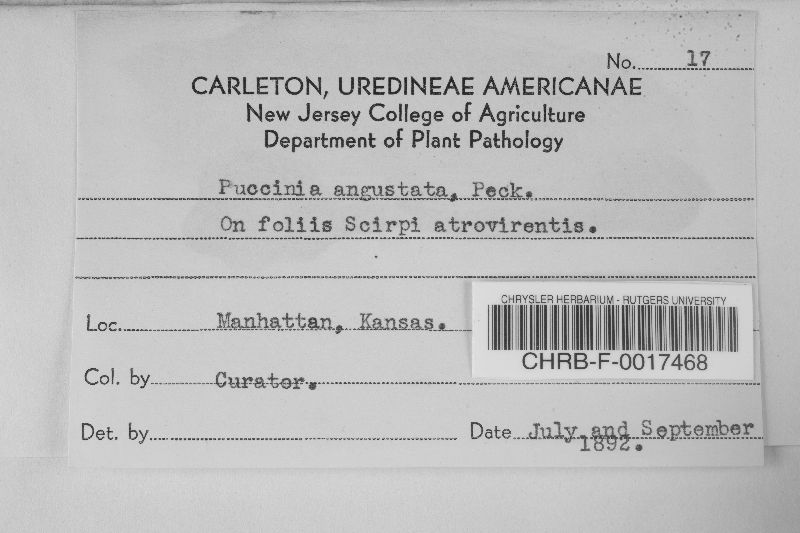 No. 17
CARLETON, UREDINEAE AMERICANAE
New Jersey College of Agriculture
Department of Plant Pathology
Puccinia angustata, Peck.
On foliis Scirpi atrovirentis.
CHRYSLER HERBARIUM - RUTGERS UNIVERSITY
CHRB-F-0017468
Loc. Manhattan, Kansas.
Col. by Curator.
Det. by
Date July and September
1892.